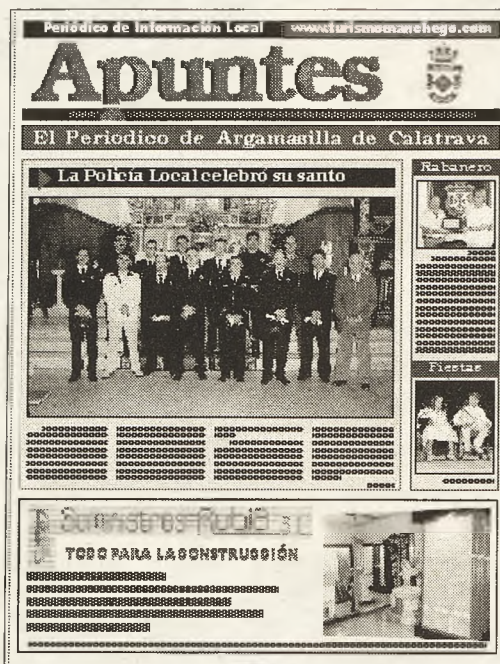 Periódico de Información Local www.turismomanchego.com
Apuntes
El Periodico de Argamasilla de Calatrava
La Policía Local celebró su santo
Rabanero
Fiestas
TODO PARA LA CONSTRUCCIÓN